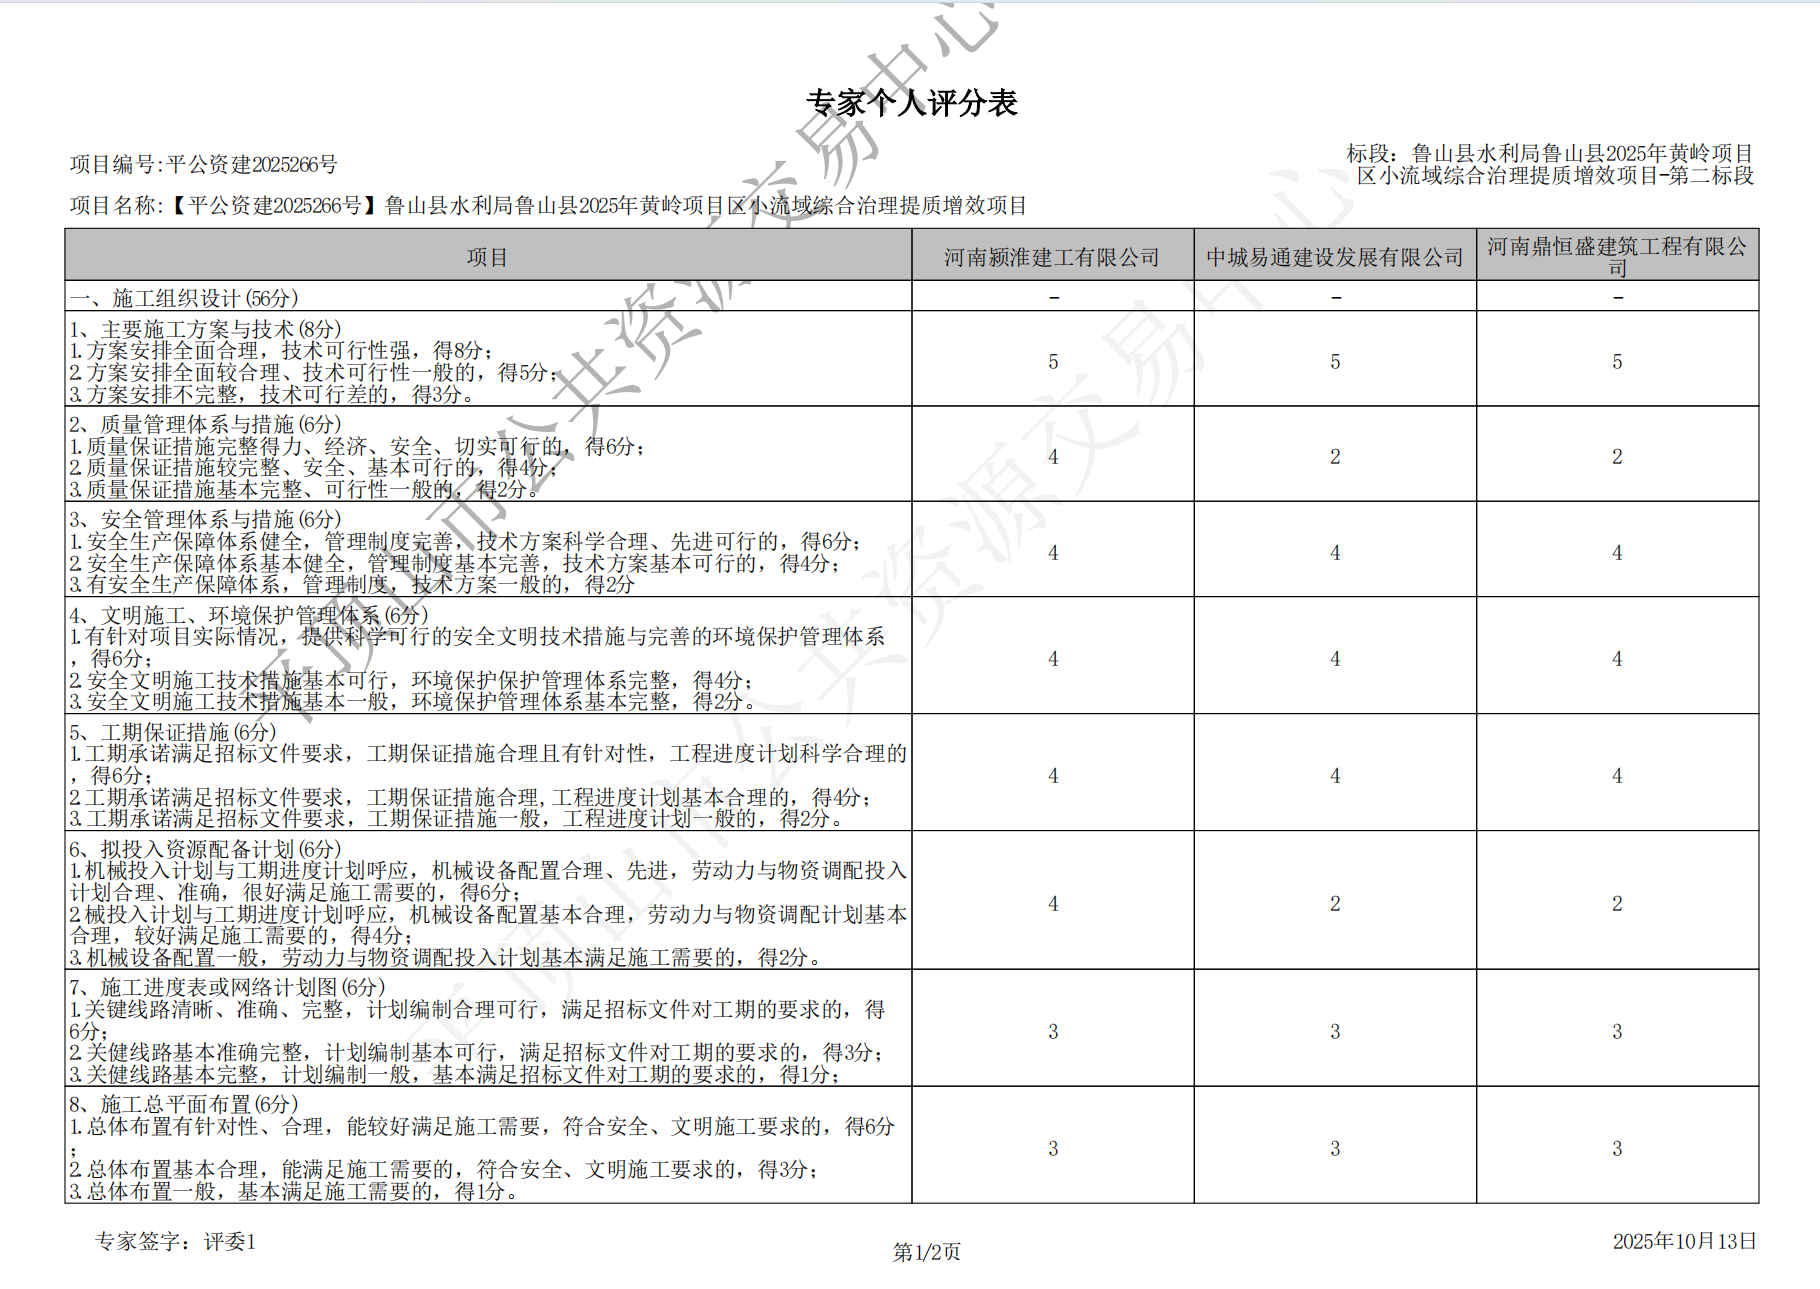 专家个人评分表
项目编号:平公资建2025266号
标段：鲁山县水利局鲁山县2025年黄岭项目
区小流域综合治理提质增效项目-第二标段
项目名称:【平公资建2025266号】鲁山县水利局鲁山县2025年黄岭项目区小流域综合治理提质增效项目
项目
河南颍淮建工有限公司
中城易通建设发展有限公司
河南鼎恒盛建筑工程有限公
司
一、施工组织设计(56分)
-
-
-
1、主要施工方案与技术(8分)
1.方案安排全面合理，技术可行性强，得8分；
2.方案安排全面较合理、技术可行性一般的，得5分；
3.方案安排不完整，技术可行差的，得3分。
5
5
5
2、质量管理体系与措施(6分)
1.质量保证措施完整得力、经济、安全、切实可行的，得6分；
2.质量保证措施较完整、安全、基本可行的，得4分；
3.质量保证措施基本完整、可行性一般的，得2分。
4
2
2
3、安全管理体系与措施(6分)
1.安全生产保障体系健全，管理制度完善，技术方案科学合理、先进可行的，得6分；
2.安全生产保障体系基本健全，管理制度基本完善，技术方案基本可行的，得4分；
3.有安全生产保障体系，管理制度，技术方案一般的，得2分
4
4
4
4、文明施工、环境保护管理体系(6分)
1.有针对项目实际情况，提供科学可行的安全文明技术措施与完善的环境保护管理体系
，得6分；
2.安全文明施工技术措施基本可行，环境保护保护管理体系完整，得4分；
3.安全文明施工技术措施基本一般，环境保护管理体系基本完整，得2分。
4
4
4
5、工期保证措施(6分)
1.工期承诺满足招标文件要求，工期保证措施合理且有针对性，工程进度计划科学合理的
，得6分；
2.工期承诺满足招标文件要求，工期保证措施合理,工程进度计划基本合理的，得4分；
3.工期承诺满足招标文件要求，工期保证措施一般，工程进度计划一般的，得2分。
4
4
4
6、拟投入资源配备计划(6分)
1.机械投入计划与工期进度计划呼应，机械设备配置合理、先进，劳动力与物资调配投入
计划合理、准确，很好满足施工需要的，得6分；
2.械投入计划与工期进度计划呼应，机械设备配置基本合理，劳动力与物资调配计划基本
合理，较好满足施工需要的，得4分；
3.机械设备配置一般，劳动力与物资调配投入计划基本满足施工需要的，得2分。
4
2
2
7、施工进度表或网络计划图(6分)
1.关键线路清晰、准确、完整，计划编制合理可行，满足招标文件对工期的要求的，得
6分；
2.关健线路基本准确完整，计划编制基本可行，满足招标文件对工期的要求的，得3分；
3.关健线路基本完整，计划编制一般，基本满足招标文件对工期的要求的，得1分；
3
3
3
8、施工总平面布置(6分)
1.总体布置有针对性、合理，能较好满足施工需要，符合安全、文明施工要求的，得6分
；
2.总体布置基本合理，能满足施工需要的，符合安全、文明施工要求的，得3分；
3.总体布置一般，基本满足施工需要的，得1分。
3
3
3
专家签字：评委1
第1/2页
2025年10月13日
平顶山市公共资源交易中心
平顶山市公共资源交易中心